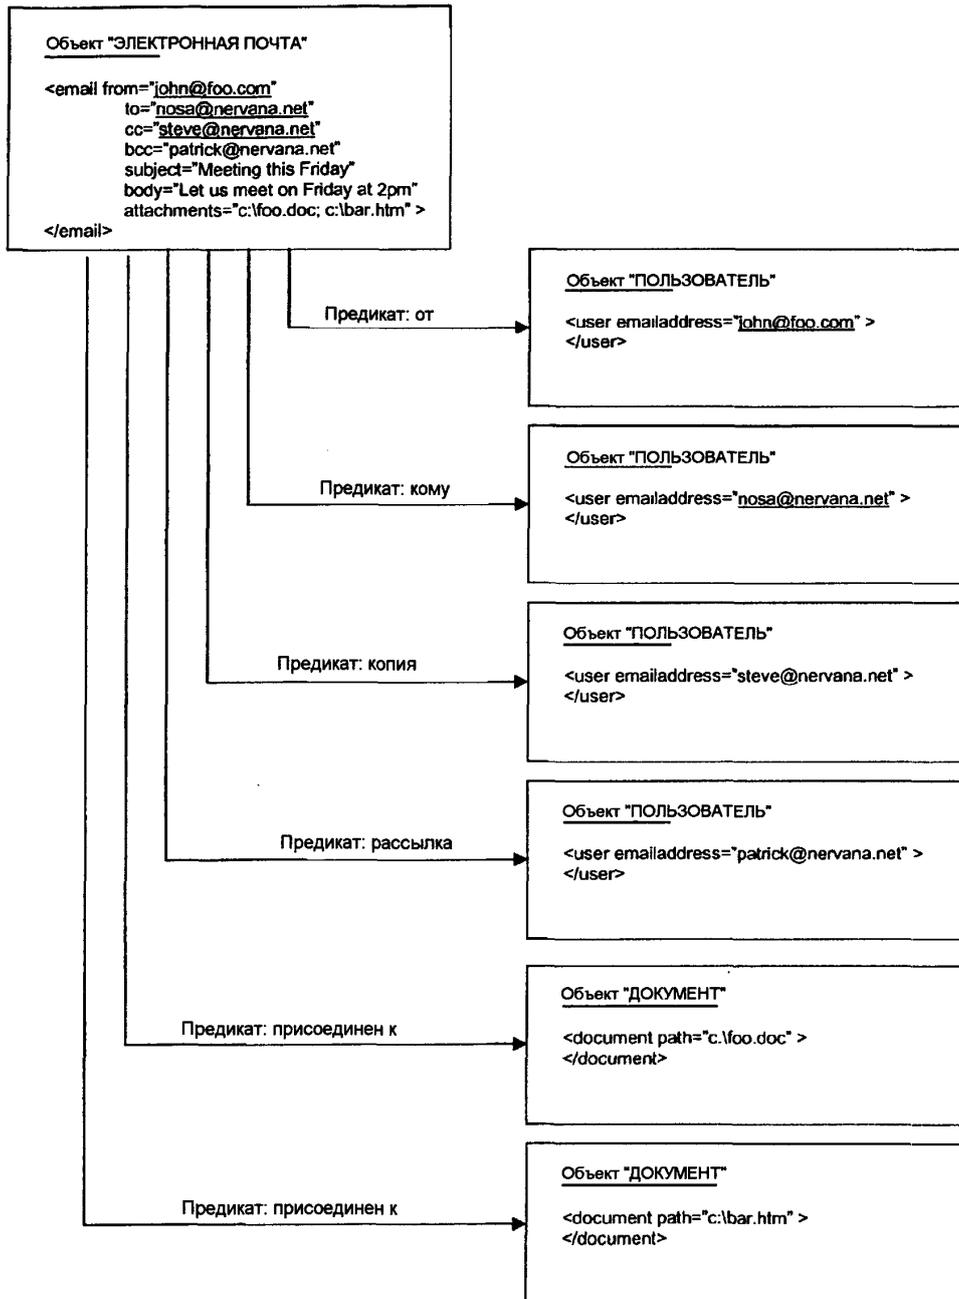 Объект "ЭЛЕКТРОННАЯ ПОЧТА"
<email from="john@foo.com"
to="nosa@nervana.net"
cc="steve@nervana.net"
bcc="patrick@nervana.net"
subject="Meeting this Friday"
body="Let us meet on Friday at 2pm"
attachments="c:\foo.doc; c:\bar.htm" >
</email>
Предикат: от
Объект "ПОЛЬЗОВАТЕЛЬ"
<user emailaddress="john@foo.com" >
</user>
Предикат: кому
Объект "ПОЛЬЗОВАТЕЛЬ"
<user emailaddress="nosa@nervana.net" >
</user>
Предикат: копия
Объект "ПОЛЬЗОВАТЕЛЬ"
<user emailaddress="steve@nervana.net" >
</user>
Предикат: рассылка
Объект "ПОЛЬЗОВАТЕЛЬ"
<user emailaddress="patrick@nervana.net" >
</user>
Предикат: присоединен к
Объект "ДОКУМЕНТ"
<document path="c.\foo.doc" >
</document>
Предикат: присоединен к
Объект "ДОКУМЕНТ"
<document path="c:\bar.htm" >
</document>